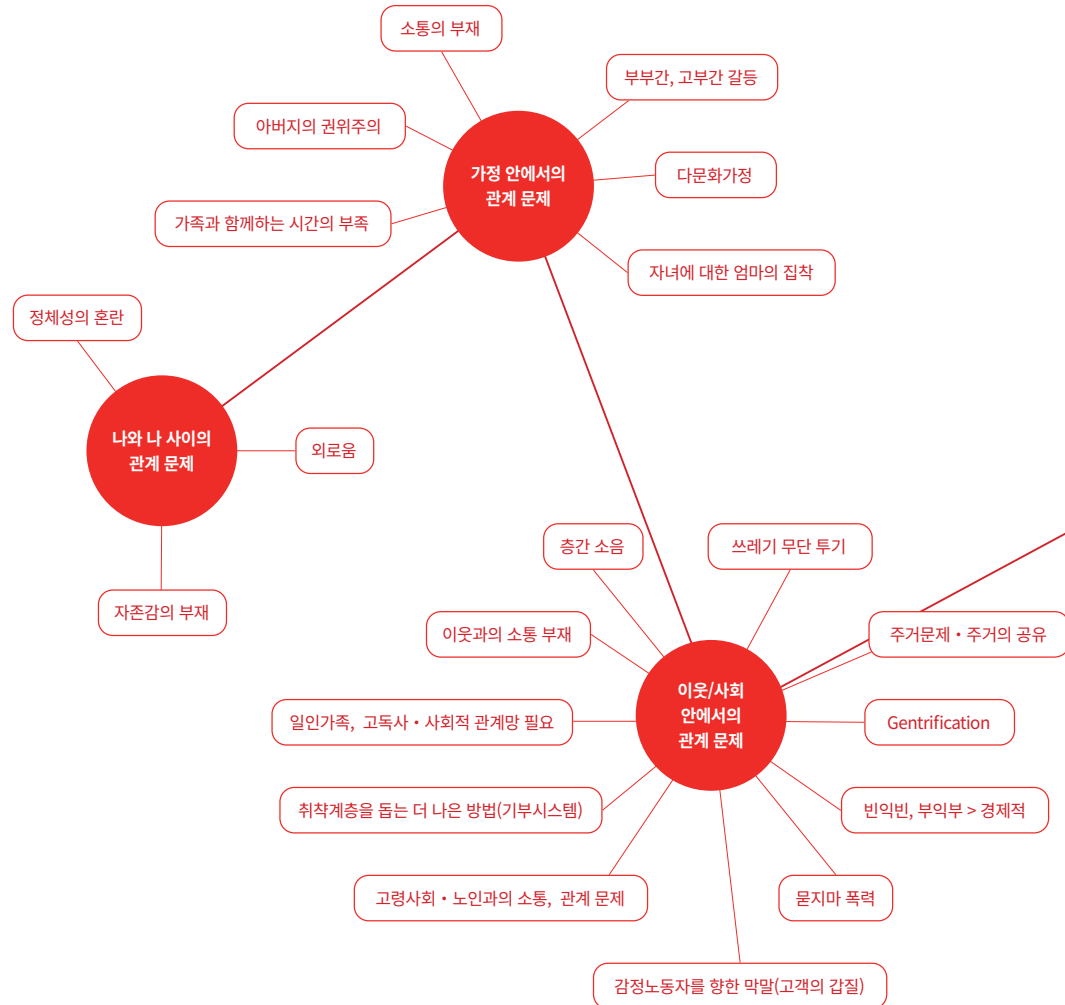 소통의 부재
부부간, 고부간 갈등
아버지의 권위주의
가정 안에서의
관계 문제
다문화가정
가족과 함께하는 시간의 부족
자녀에 대한 엄마의 집착
정체성의 혼란
나와 나 사이의
관계 문제
외로움
자존감의 부재
층간 소음
쓰레기 무단 투기
이웃과의 소통 부재
주거문제 • 주거의 공유
이웃/사회
안에서의
관계 문제
일인가족, 고독사 • 사회적 관계망 필요
Gentrification
취약계층을 돕는 더 나은 방법(기부시스템)
빈익빈, 부익부 > 경제적
고령사회 • 노인과의 소통, 관계 문제
묻지마 폭력
감정노동자를 향한 막말(고객의 갑질)